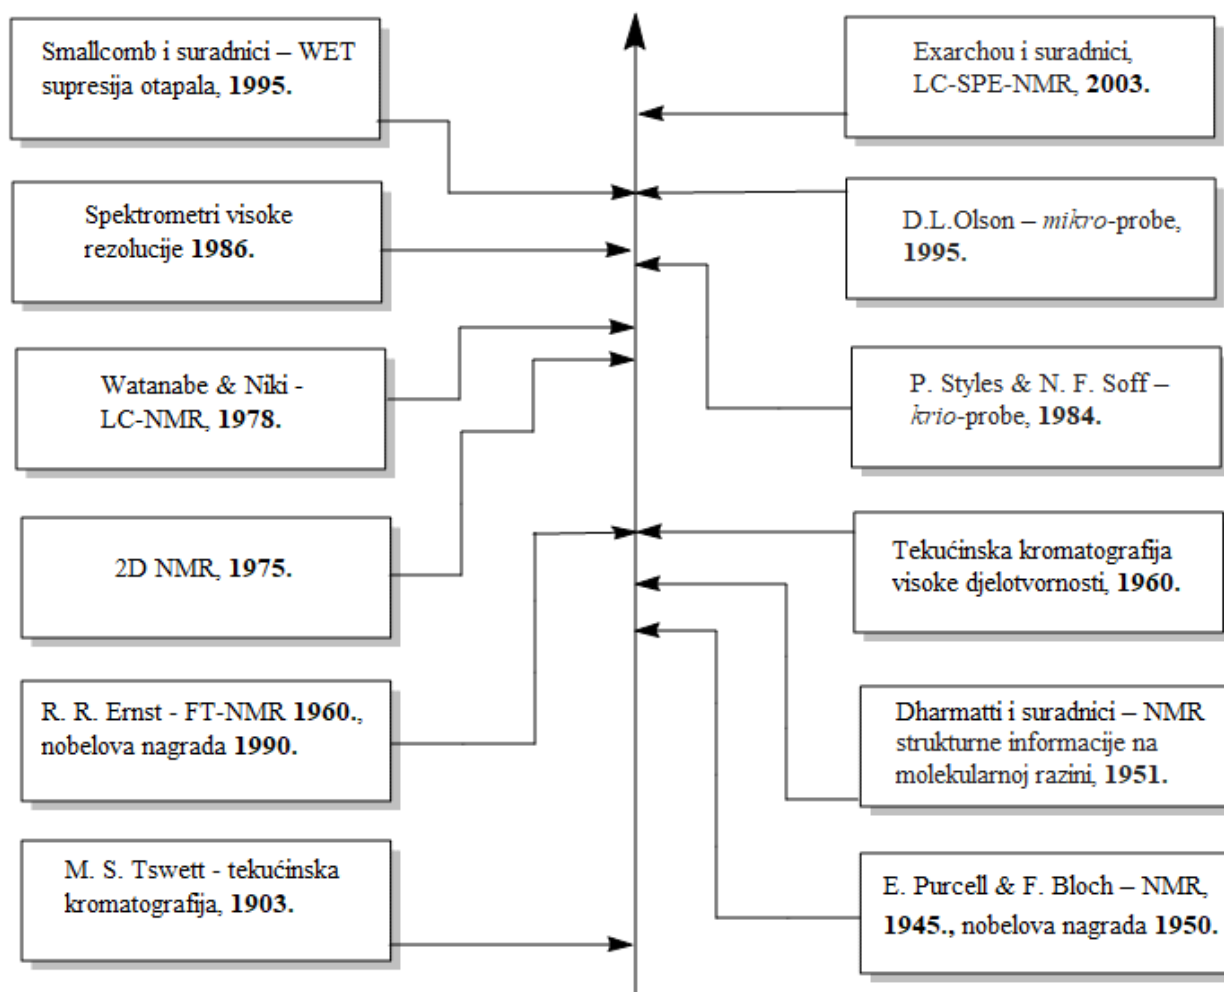 Smallcomb i suradnici – WET
supresija otapala, 1995.
Spektrometri visoke
rezolucije 1986.
Watanabe & Niki -
LC-NMR, 1978.
2D NMR, 1975.
R. R. Ernst - FT-NMR 1960.,
nobelova nagrada 1990.
M. S. Tswett - tekućinska
kromatografija, 1903.
Exarchou i suradnici,
LC-SPE-NMR, 2003.
D.L.Olson – mikro-probe,
1995.
P. Styles & N. F. Soff –
krio-probe, 1984.
Tekućinska kromatografija
visoke djelotvornosti, 1960.
Dharmatti i suradnici – NMR
strukturne informacije na
molekularnoj razini, 1951.
E. Purcell & F. Bloch – NMR,
1945., nobelova nagrada 1950.